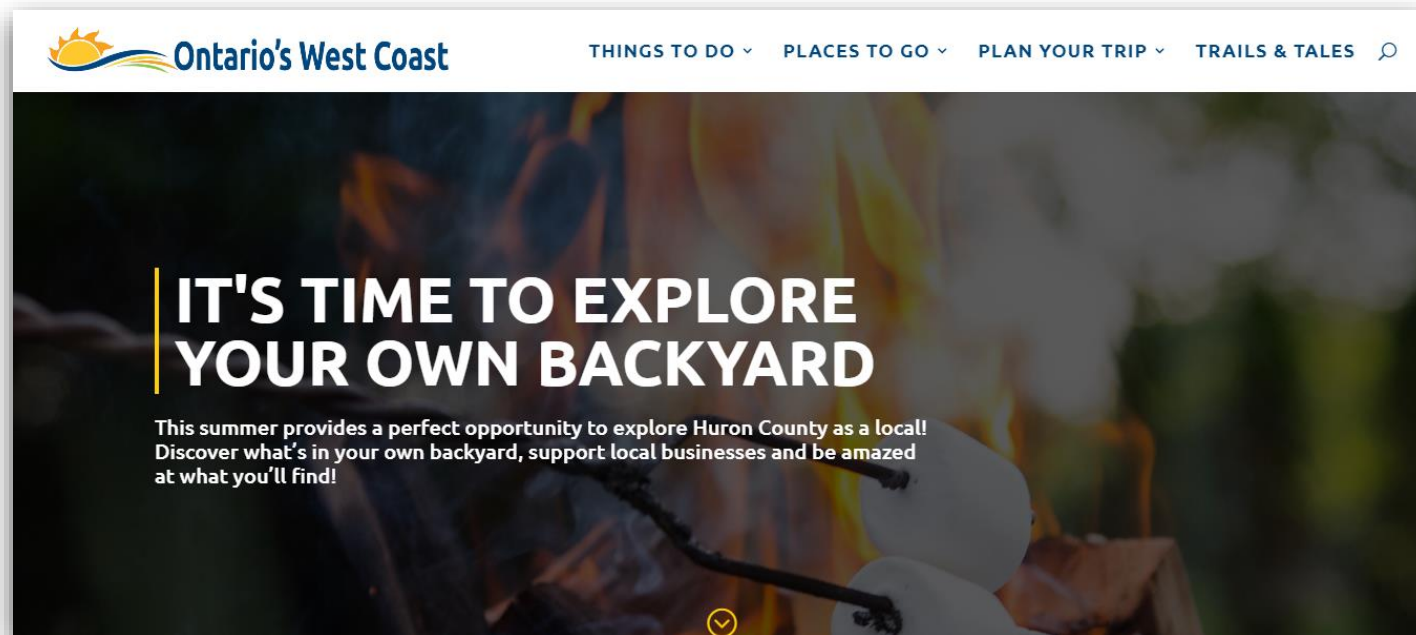 Ontario's West Coast
THINGS TO DO
PLACES TO GO
PLAN YOUR TRIP
TRAILS & TALES
IT'S TIME TO EXPLORE
YOUR OWN BACKYARD
This summer provides a perfect opportunity to explore Huron County as a local!
Discover what's in your own backyard, support local businesses and be amazed
at what you'll find!